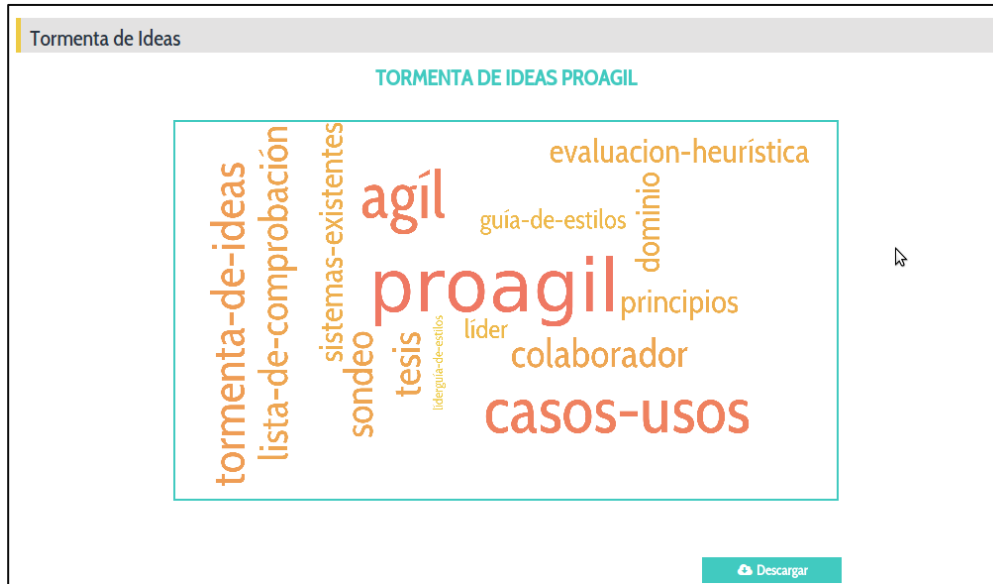 Tormenta de Ideas
TORMENTA DE IDEAS PROAGIL
tormenta-de-ideas
lista-de-comprobación
sistemas-existentes
agíl
evaluacion-heurística
guía-de-estilos
dominio
proagil
principios
líder
colaborador
sondeo
tesis
liderguía-de-estilos
casos-usos
Descargar